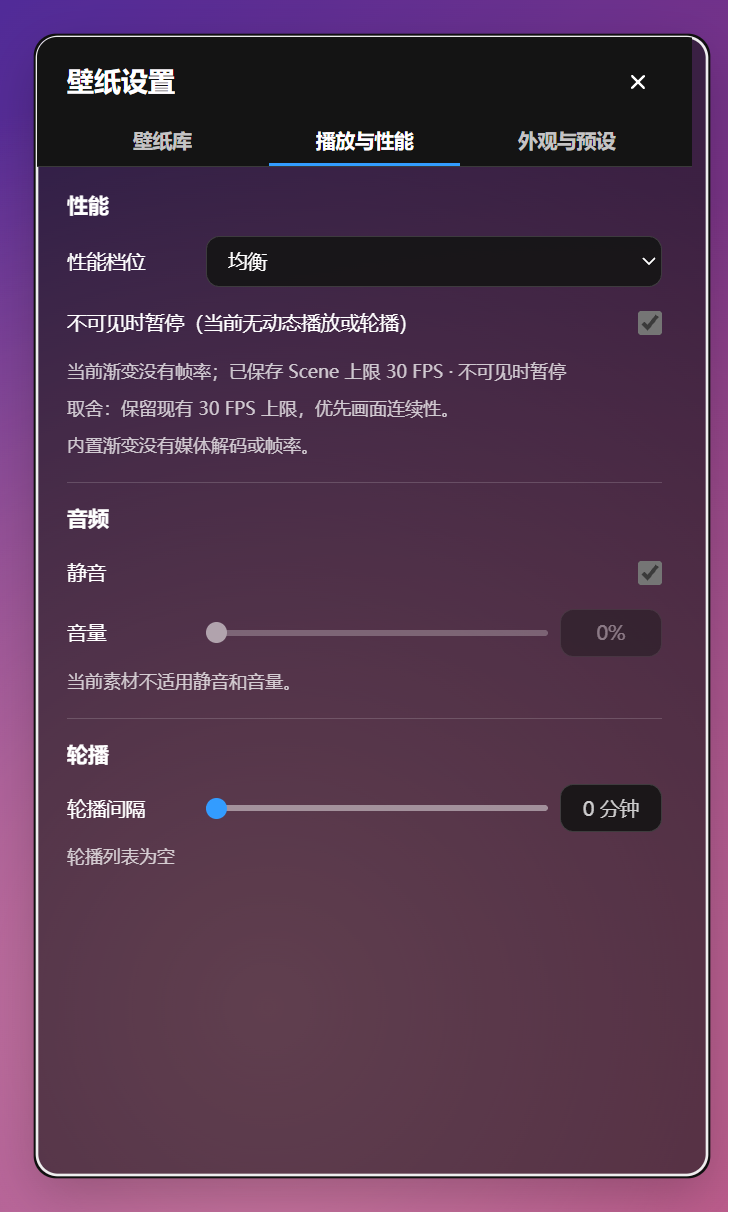 壁纸设置
壁纸库 播放与性能 外观与预设
性能
性能档位 均衡
不可见时暂停（当前无动态播放或轮播）
当前渐变没有帧率；已保存 Scene 上限 30 FPS · 不可见时暂停
取舍：保留现有 30 FPS 上限，优先画面连续性。
内置渐变没有媒体解码或帧率。
音频
静音
音量 0%
当前素材不适用静音和音量。
轮播
轮播间隔 0 分钟
轮播列表为空